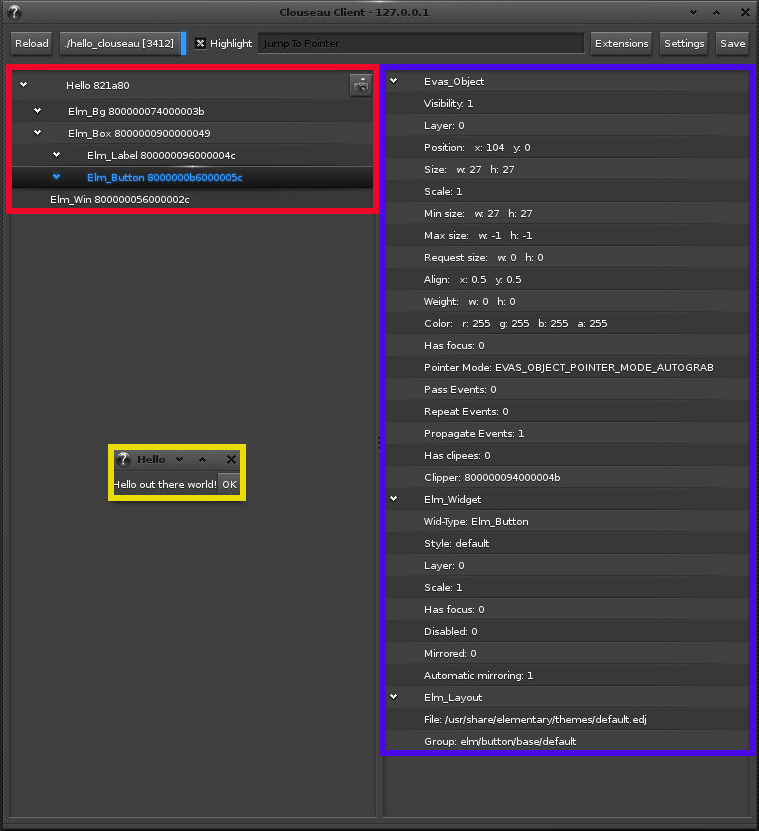 Clouseau Client - 127.0.0.1
Reload ./hello_clouseau [3412] Highlight Jump To Pointer Extensions Settings Save
Hello 821a80
Elm_Bg 800000074000003b
Elm_Box 8000000900000049
Elm_Label 800000096000004c
Elm_Button 8000000b6000005c
Elm_Win 800000056000002c
Hello
Hello out there world! OK
Evas_Object
Visibility: 1
Layer: 0
Position: x: 104 y: 0
Size: w: 27 h: 27
Scale: 1
Min size: w: 27 h: 27
Max size: w: -1 h: -1
Request size: w: 0 h: 0
Align: x: 0.5 y: 0.5
Weight: w: 0 h: 0
Color: r: 255 g: 255 b: 255 a: 255
Has focus: 0
Pointer Mode: EVAS_OBJECT_POINTER_MODE_AUTOGRAB
Pass Events: 0
Repeat Events: 0
Propagate Events: 1
Has clipees: 0
Clipper: 800000094000004b
Elm_Widget
Wid-Type: Elm_Button
Style: default
Layer: 0
Scale: 1
Has focus: 0
Disabled: 0
Mirrored: 0
Automatic mirroring: 1
Elm_Layout
File: /usr/share/elementary/themes/default.edj
Group: elm/button/base/default